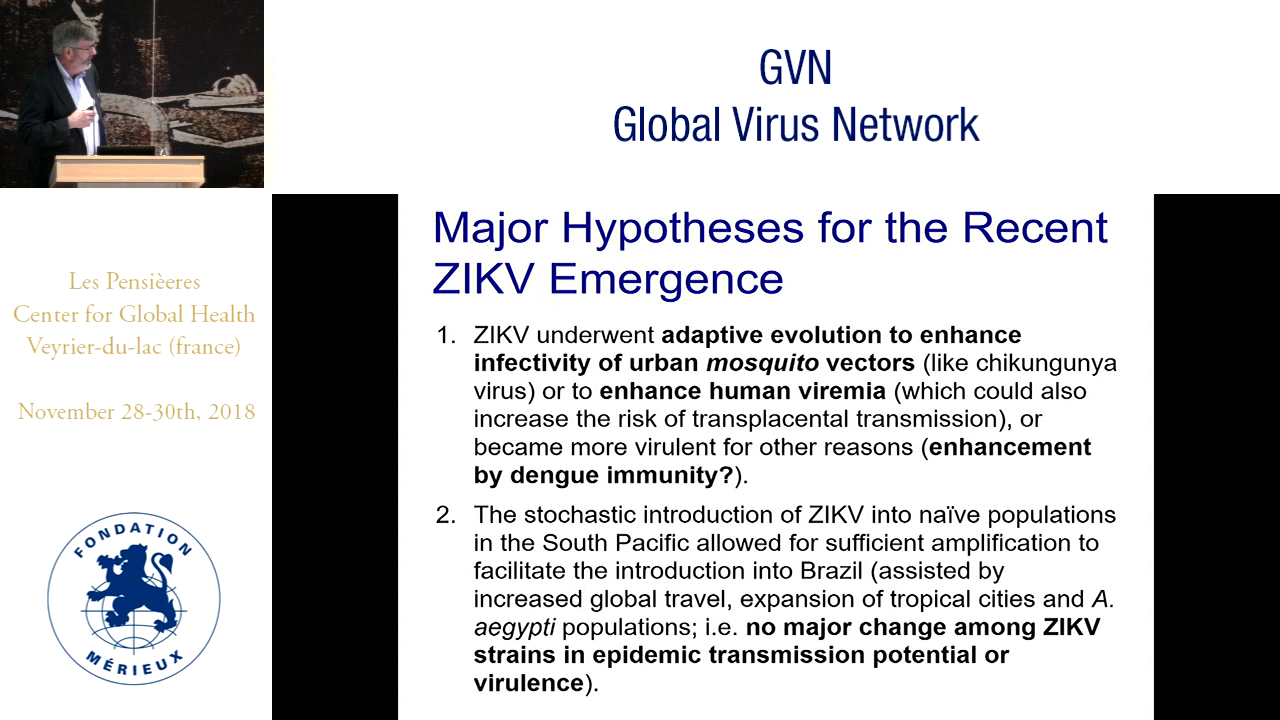 GVN
Global Virus Network
Les Pensièeres
Center for Global Health
Veyrier-du-lac (france)
November 28-30th, 2018
FONDATION
MÉRIEUX
Major Hypotheses for the Recent
ZIKV Emergence
1. ZIKV underwent adaptive evolution to enhance
infectivity of urban mosquito vectors (like chikungunya
virus) or to enhance human viremia (which could also
increase the risk of transplacental transmission), or
became more virulent for other reasons (enhancement
by dengue immunity?).
2. The stochastic introduction of ZIKV into naïve populations
in the South Pacific allowed for sufficient amplification to
facilitate the introduction into Brazil (assisted by
increased global travel, expansion of tropical cities and A.
aegypti populations; i.e. no major change among ZIKV
strains in epidemic transmission potential or
virulence).